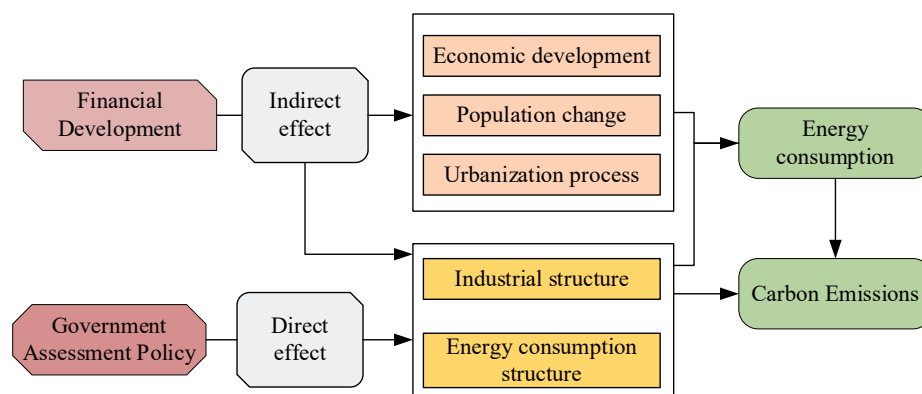 Financial
Development
Indirect
effect
Economic development
Population change
Urbanization process
Energy
consumption
Government
Assessment Policy
Direct
effect
Industrial structure
Energy consumption
structure
Carbon Emissions